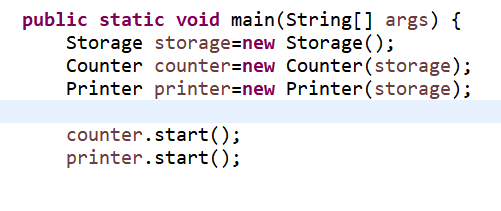 public static void main(String[] args) {
Storage storage=new Storage();
Counter counter=new Counter(storage);
Printer printer=new Printer(storage);
counter.start();
printer.start();